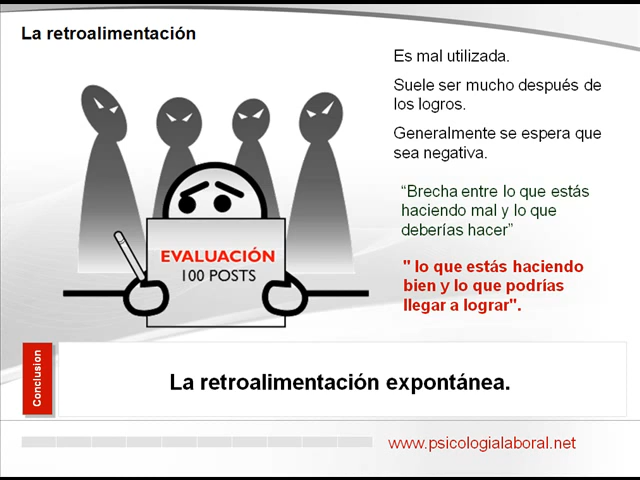 La retroalimentación
Es mal utilizada.
Suele ser mucho después de
los logros.
Generalmente se espera que
sea negativa.
“Brecha entre lo que estás
haciendo mal y lo que
deberías hacer”
" lo que estás haciendo
bien y lo que podrías
llegar a lograr".
EVALUACIÓN
100 POSTS
Conclusion
La retroalimentación expontánea.
www.psicologialaboral.net